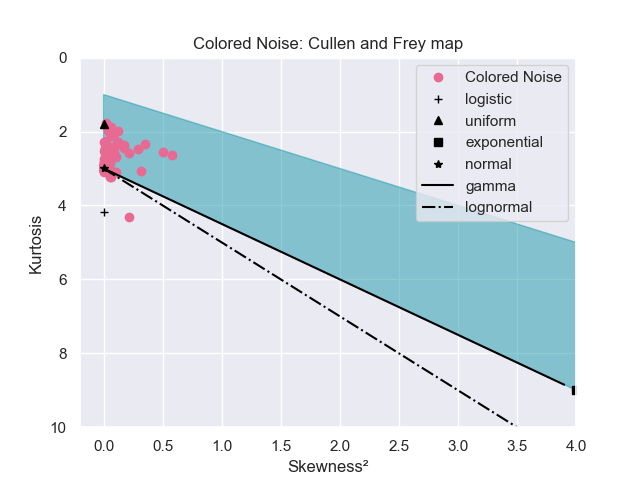 Colored Noise: Cullen and Frey map
0
2
4
6
8
10
Kurtosis
Colored Noise
logistic
uniform
exponential
normal
gamma
lognormal
0.0 0.5 1.0 1.5 2.0 2.5 3.0 3.5 4.0
Skewness²